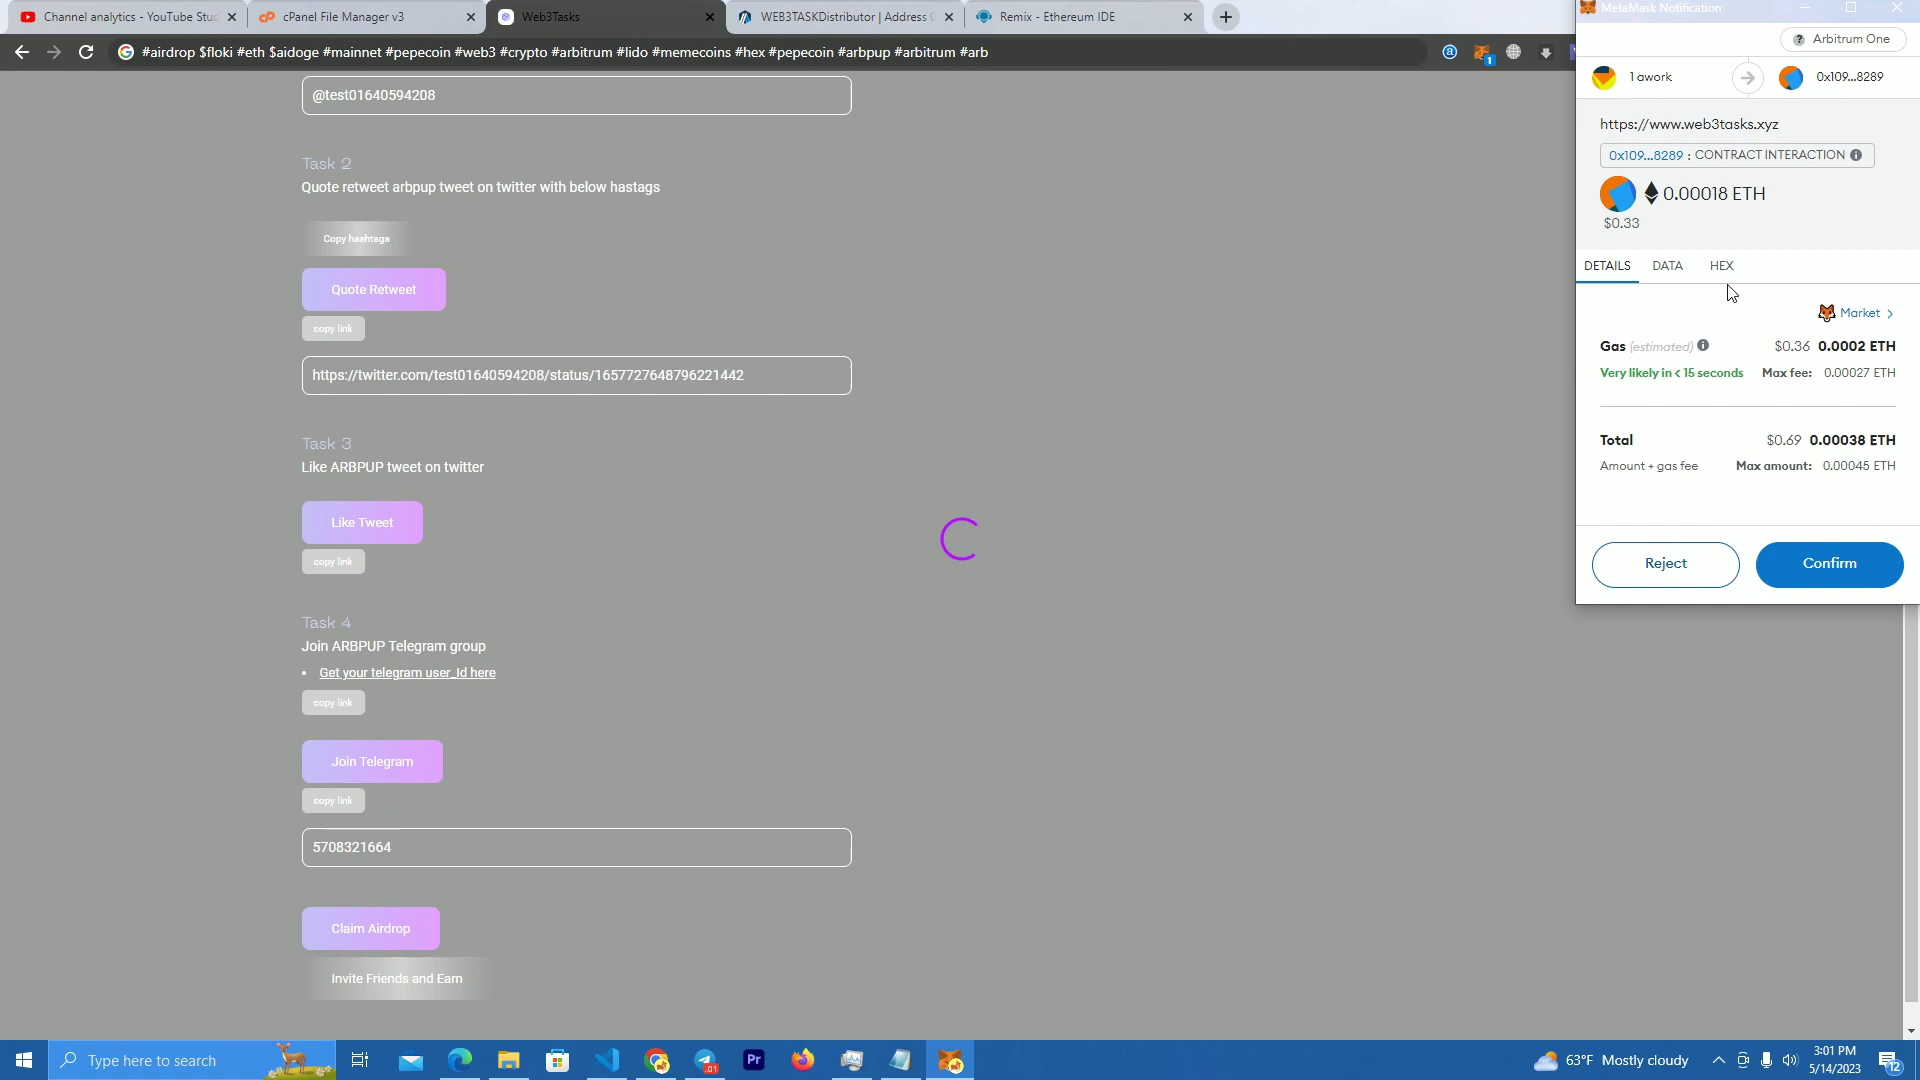 Channel analytics - YouTube Stu
cPanel File Manager v3
Web3Tasks
WEB3TASKDistributor | Address
Remix - Ethereum IDE
#airdrop $floki #eth $aidoge #mainnet #pepecoin #web3 #crypto #arbitrum #lido #memecoins #hex #pepecoin #arbpup #arbitrum #arb
1
@test01640594208
Task 2
Quote retweet arbpup tweet on twitter with below hastags
Copy hashtags
Quote Retweet
copy link
https://twitter.com/test01640594208/status/1657727648796221442
Task 3
Like ARBPUP tweet on twitter
Like Tweet
copy link
Task 4
Join ARBPUP Telegram group
Get your telegram user_Id here
copy link
Join Telegram
copy link
5708321664
Claim Airdrop
Invite Friends and Earn
MetaMask Notification
Arbitrum One
1 awork
0x109...8289
https://www.web3tasks.xyz
0x109...8289 : CONTRACT INTERACTION
0.00018 ETH
$0.33
DETAILS DATA HEX
Market >
Gas (estimated) $0.36 0.0002 ETH
Very likely in < 15 seconds Max fee: 0.00027 ETH
Total $0.69 0.00038 ETH
Amount + gas fee Max amount: 0.00045 ETH
Reject
Confirm
Type here to search
.01
Pr
63°F Mostly cloudy
3:01 PM
5/14/2023
12